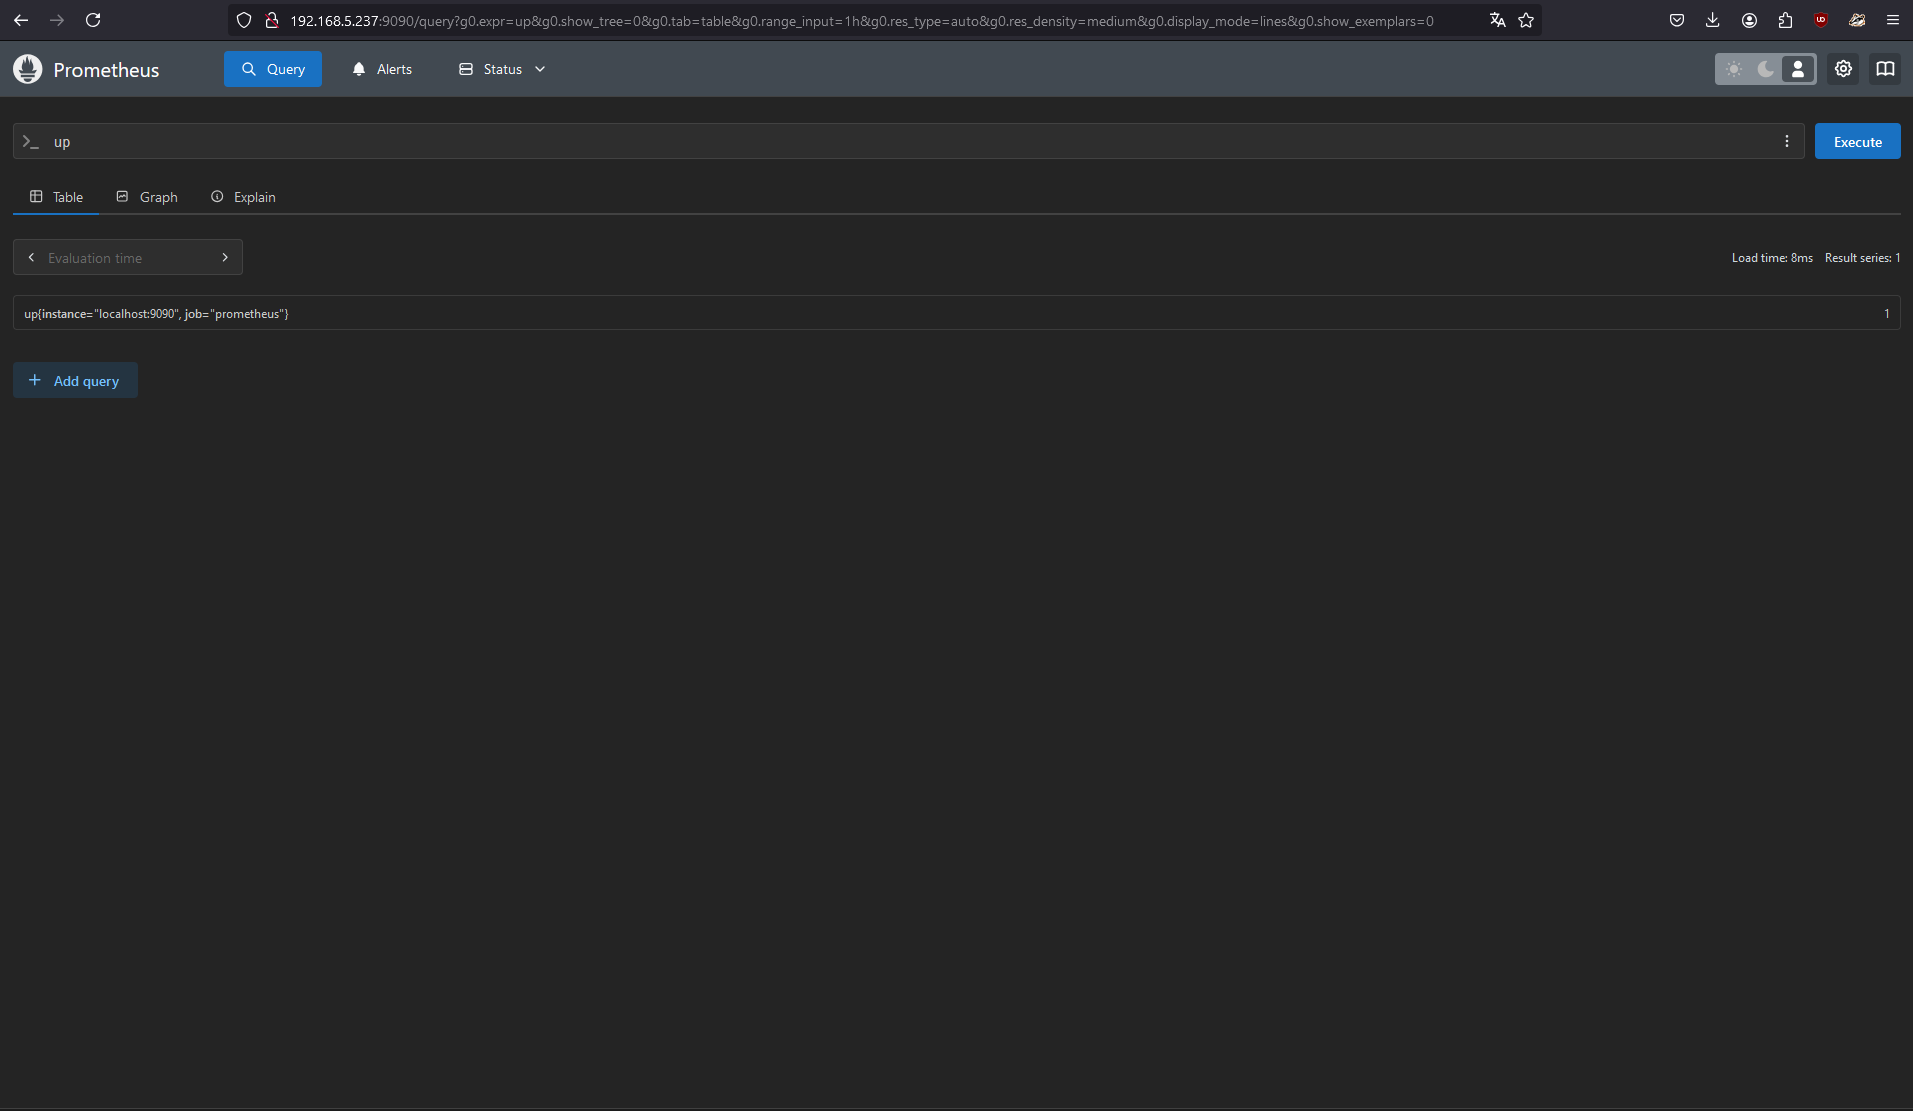 192.168.5.237:9090/query?g0.expr=up&g0.show_tree=0&g0.tab=table&g0.range_input=1h&g0.res_type=auto&g0.res_density=medium&g0.display_mode=lines&g0.show_exemplars=0
Prometheus Query Alerts Status
up Execute
Table Graph Explain
Evaluation time Load time: 8ms Result series: 1
up{instance="localhost:9090", job="prometheus"} 1
Add query